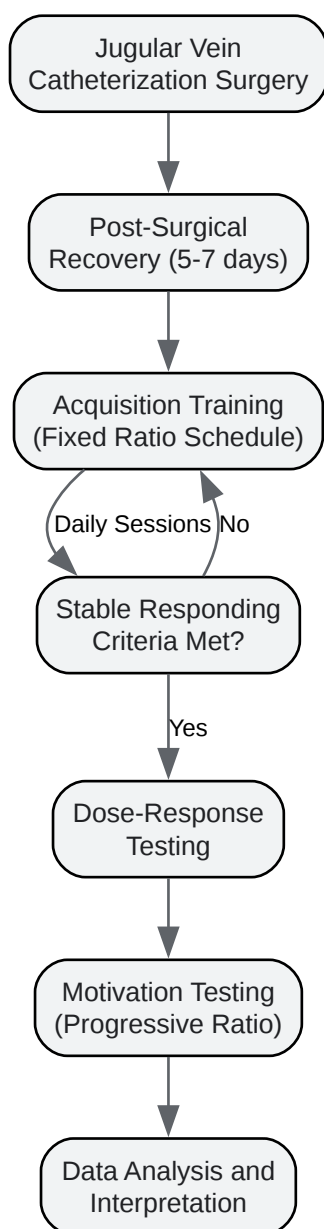 Jugular Vein
Catheterization Surgery
Post-Surgical
Recovery (5-7 days)
Acquisition Training
(Fixed Ratio Schedule)
Daily Sessions
No
Stable Responding
Criteria Met?
Yes
Dose-Response
Testing
Motivation Testing
(Progressive Ratio)
Data Analysis and
Interpretation